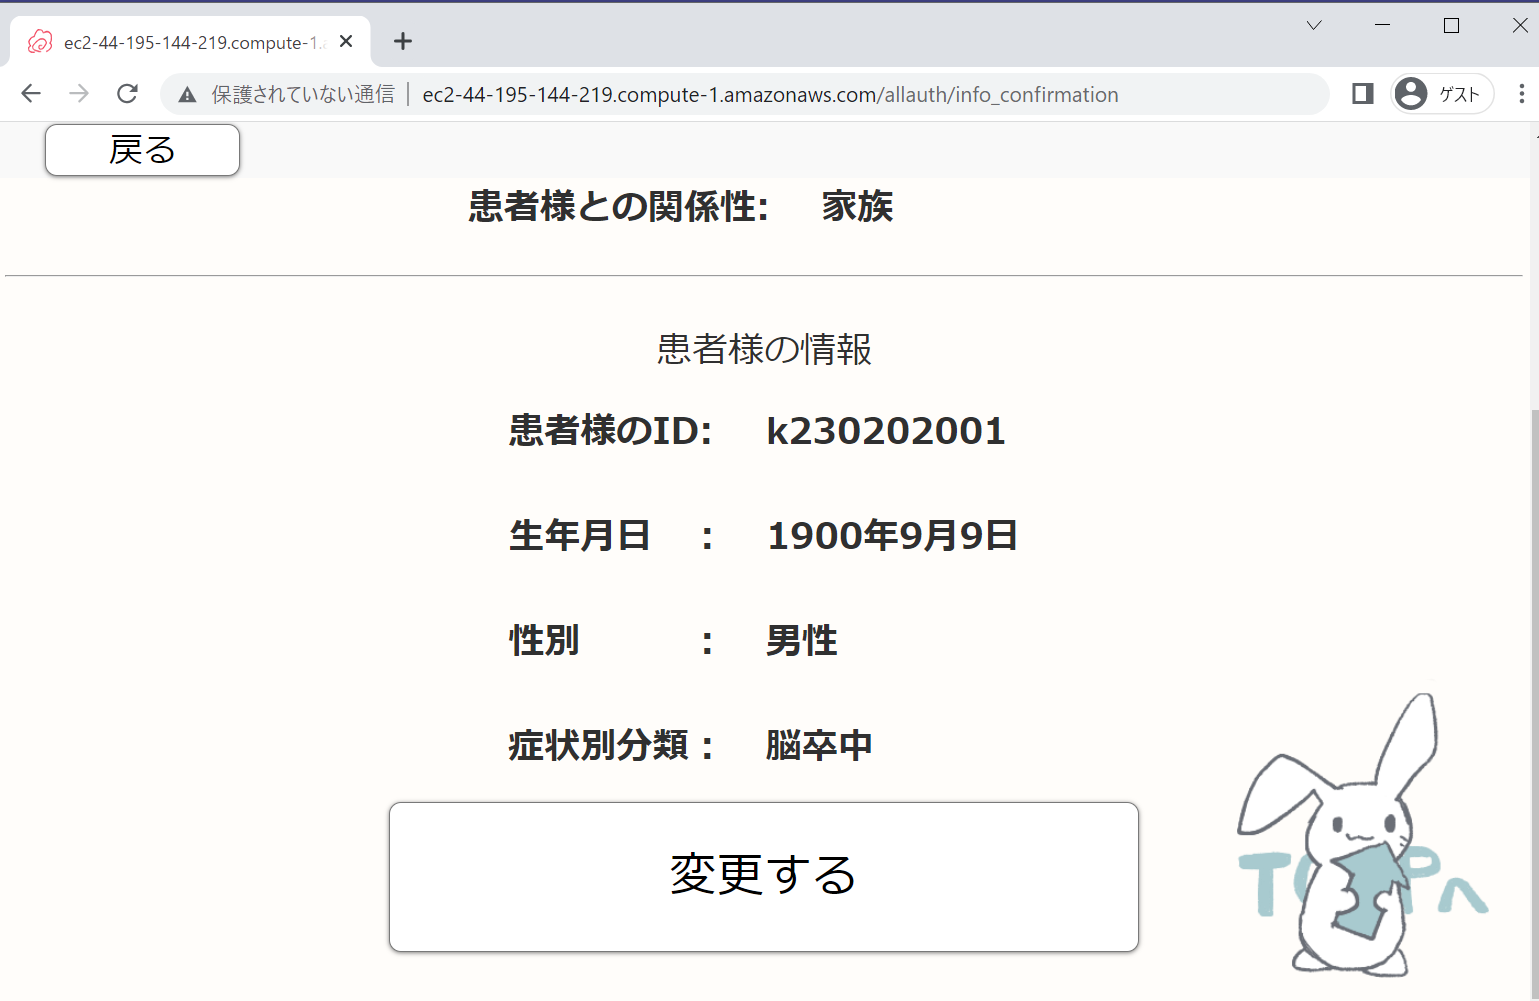 ec2-44-195-144-219.compute-1.a
保護されていない通信 ec2-44-195-144-219.compute-1.amazonaws.com/allauth/info_confirmation ゲスト
戻る
患者様との関係性: 家族
患者様の情報
患者様のID: k230202001
生年月日 : 1900年9月9日
性別 : 男性
症状別分類 : 脳卒中
変更する
TOPへ